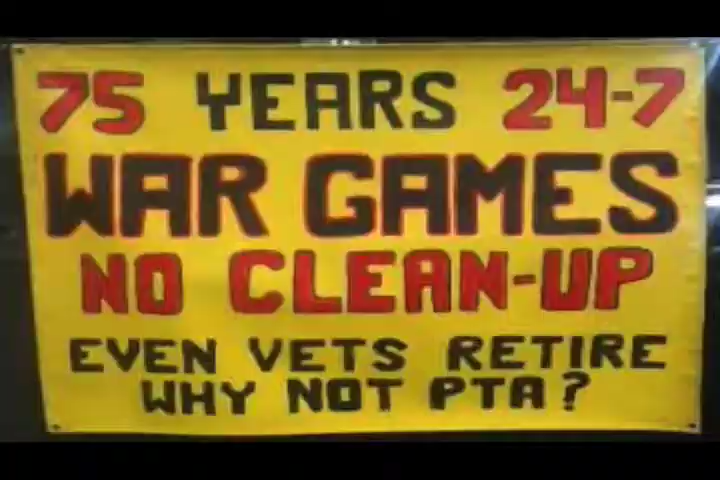 75 YEARS 24-7
WAR GAMES
NO CLEAN-UP
EVEN VETS RETIRE
WHY NOT PTA?